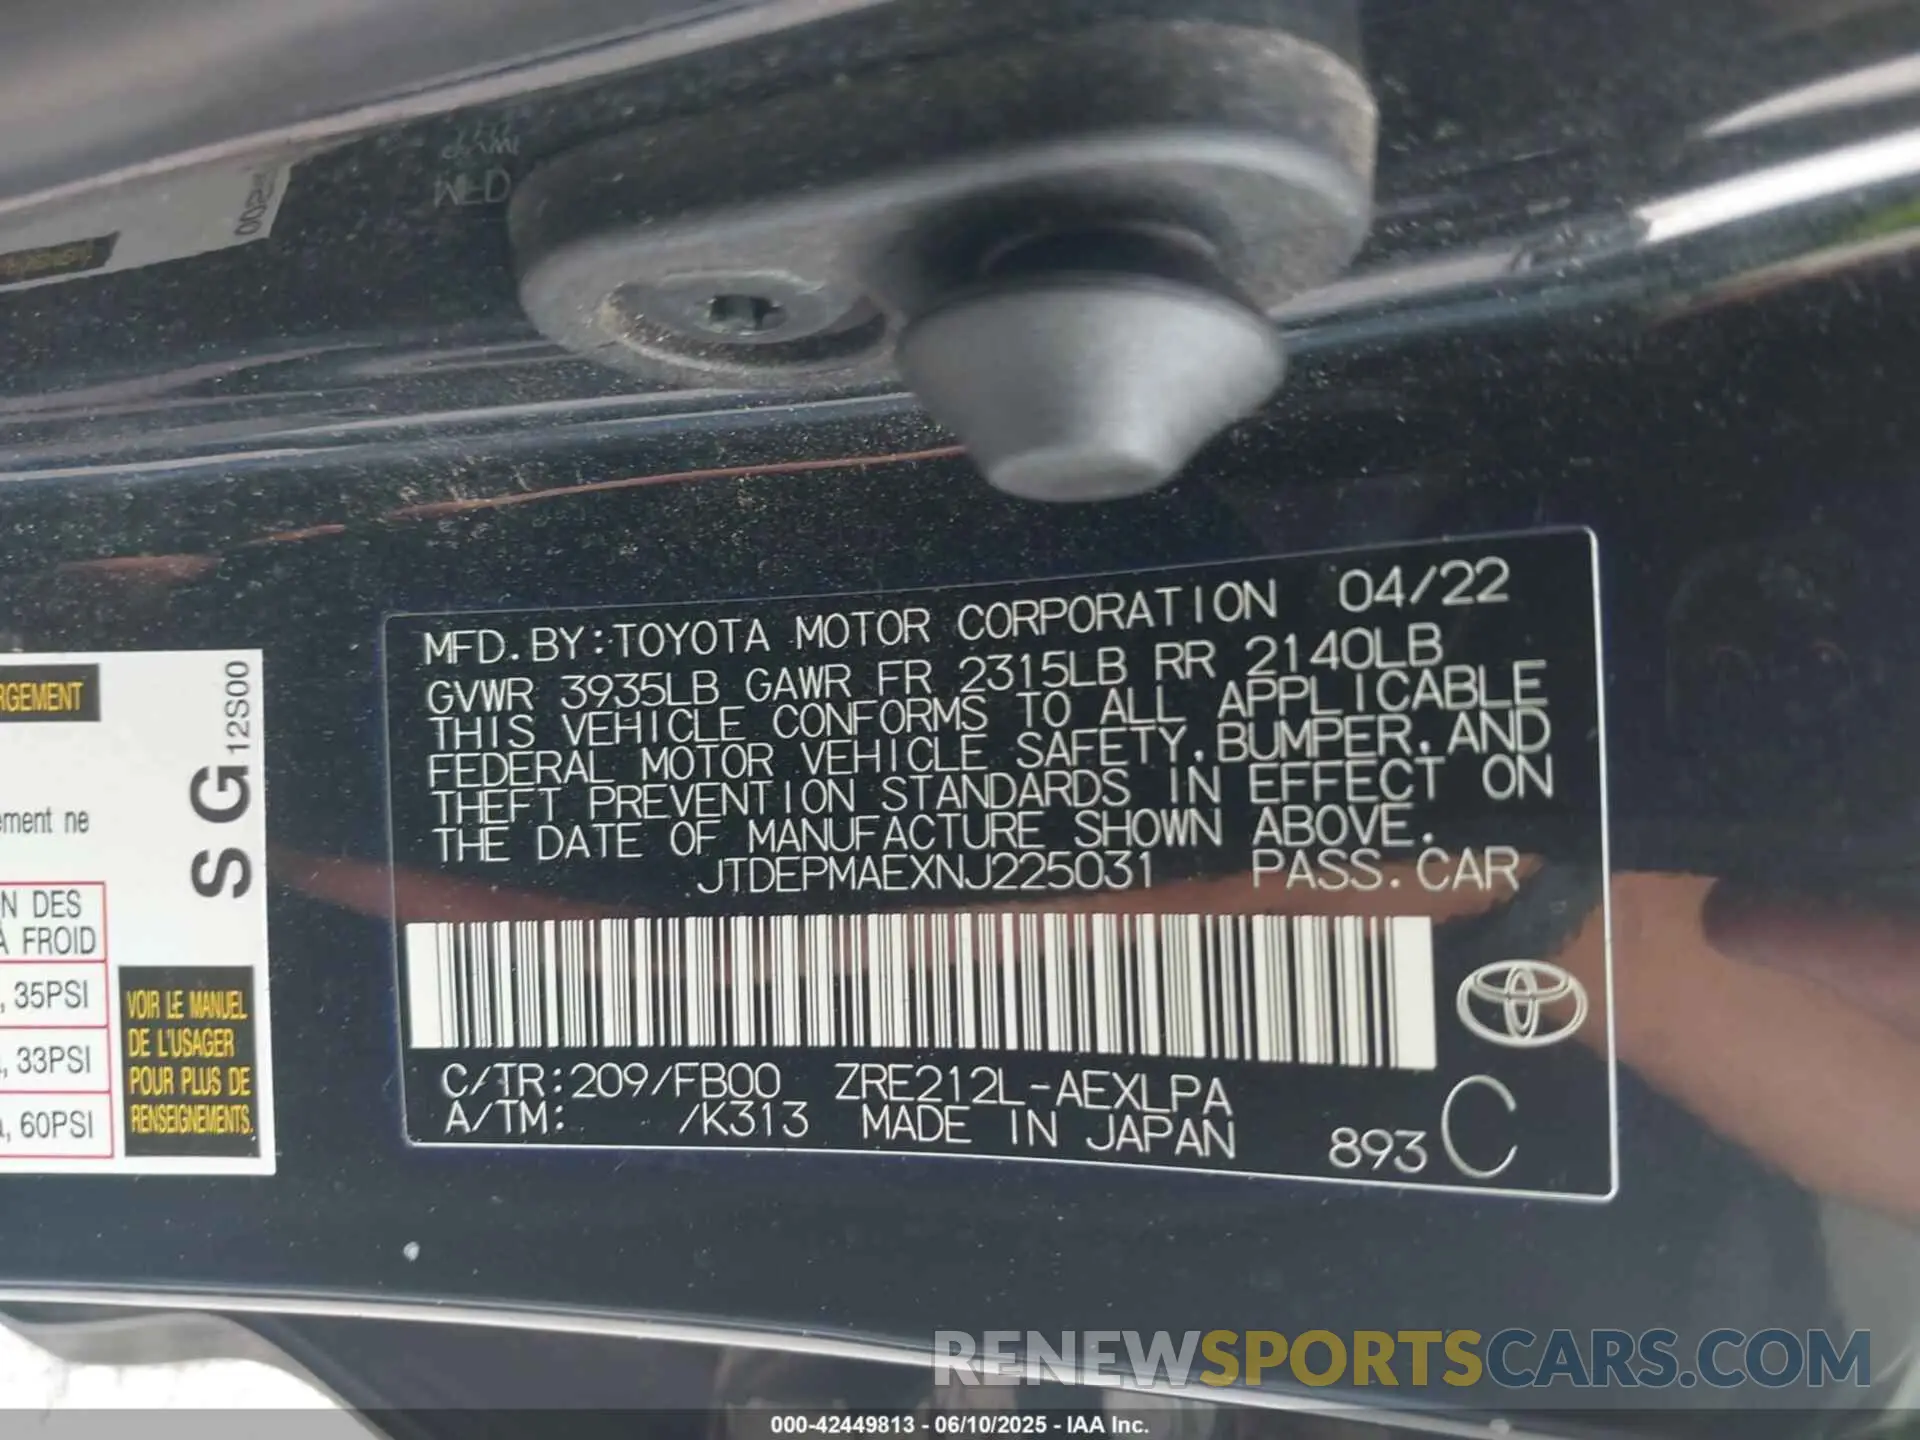 00S21
MFD. BY:TOYOTA MOTOR CORPORATION 04/22
GVWR 3935LB GAWR FR 2315LB RR 2140LB
THIS VEHICLE CONFORMS TO ALL APPLICABLE
FEDERAL MOTOR VEHICLE SAFETY, BUMPER, AND
THEFT PREVENTION STANDARDS IN EFFECT ON
THE DATE OF MANUFACTURE SHOWN ABOVE.
JTDEPMAEXNJ225031 PASS. CAR
C/TR:209/FB00 ZRE212L-AEXLPA
A/TM: /K313 MADE IN JAPAN 893 C
RGEMENT
SG12S00
ement ne
N DES
À FROID
, 35PSI
, 33PSI
, 60PSI
VOIR LE MANUEL
DE L'USAGER
POUR PLUS DE
RENSEIGNEMENTS.
RENEWSPORTSCARS.COM
000-42449813 - 06/10/2025 - IAA Inc.